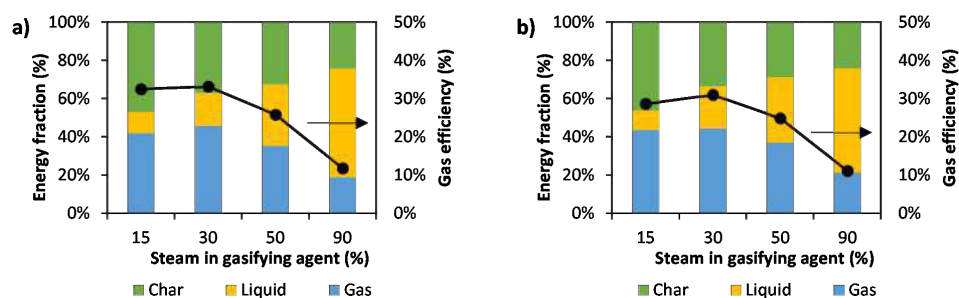 a)
100%
80%
60%
40%
20%
0%
Energy fraction (%)
50%
40%
30%
20%
10%
0%
Gas efficiency (%)
15 30 50 90
Steam in gasifying agent (%)
Char Liquid Gas
b)
100%
80%
60%
40%
20%
0%
Energy fraction (%)
50%
40%
30%
20%
10%
0%
Gas efficiency (%)
15 30 50 90
Steam in gasifying agent (%)
Char Liquid Gas